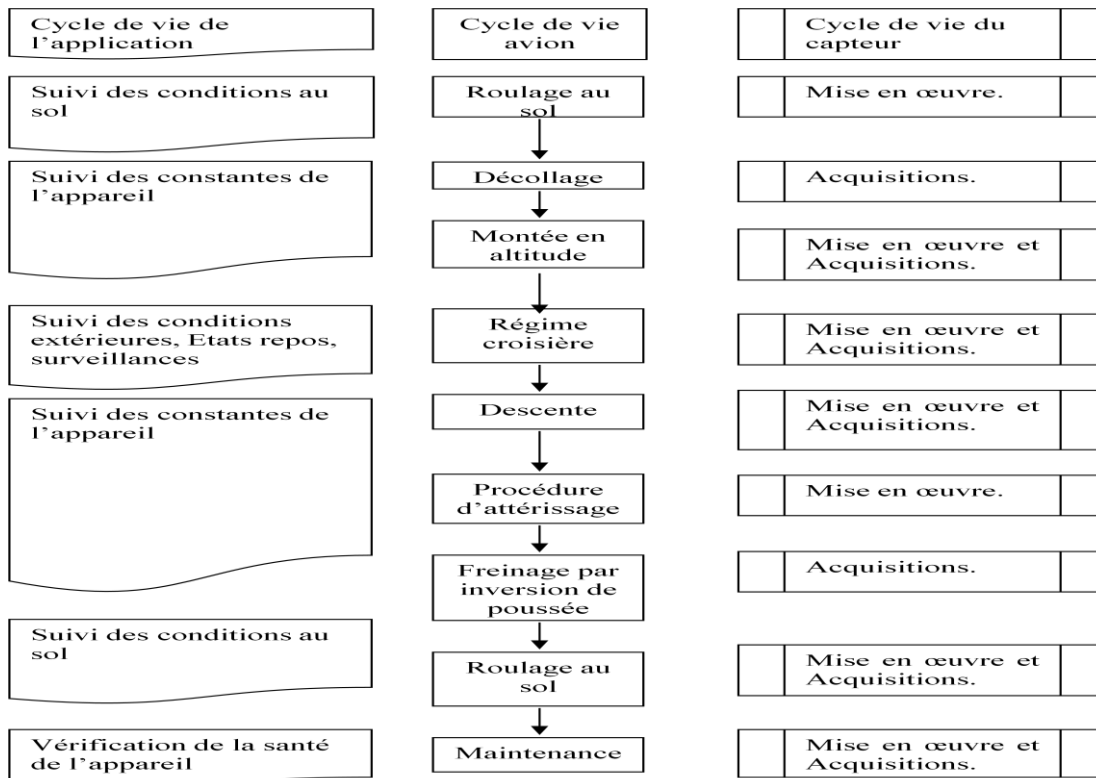 Cycle de vie de
l'application
Cycle de vie
avion
Cycle de vie du
capteur
Suivi des conditions au
sol
Roulage au
sol
Mise en œuvre.
Suivi des constantes de
l'appareil
Décollage
Acquisitions.
Montée en
altitude
Mise en œuvre et
Acquisitions.
Suivi des conditions
extérieures, Etats repos,
surveillances
Régime
croisière
Mise en œuvre et
Acquisitions.
Suivi des constantes de
l'appareil
Descente
Mise en œuvre et
Acquisitions.
Procédure
d'attérissage
Mise en œuvre.
Freinage par
inversion de
poussée
Acquisitions.
Suivi des conditions au
sol
Roulage au
sol
Mise en œuvre et
Acquisitions.
Vérification de la santé
de l'appareil
Maintenance
Mise en œuvre et
Acquisitions.